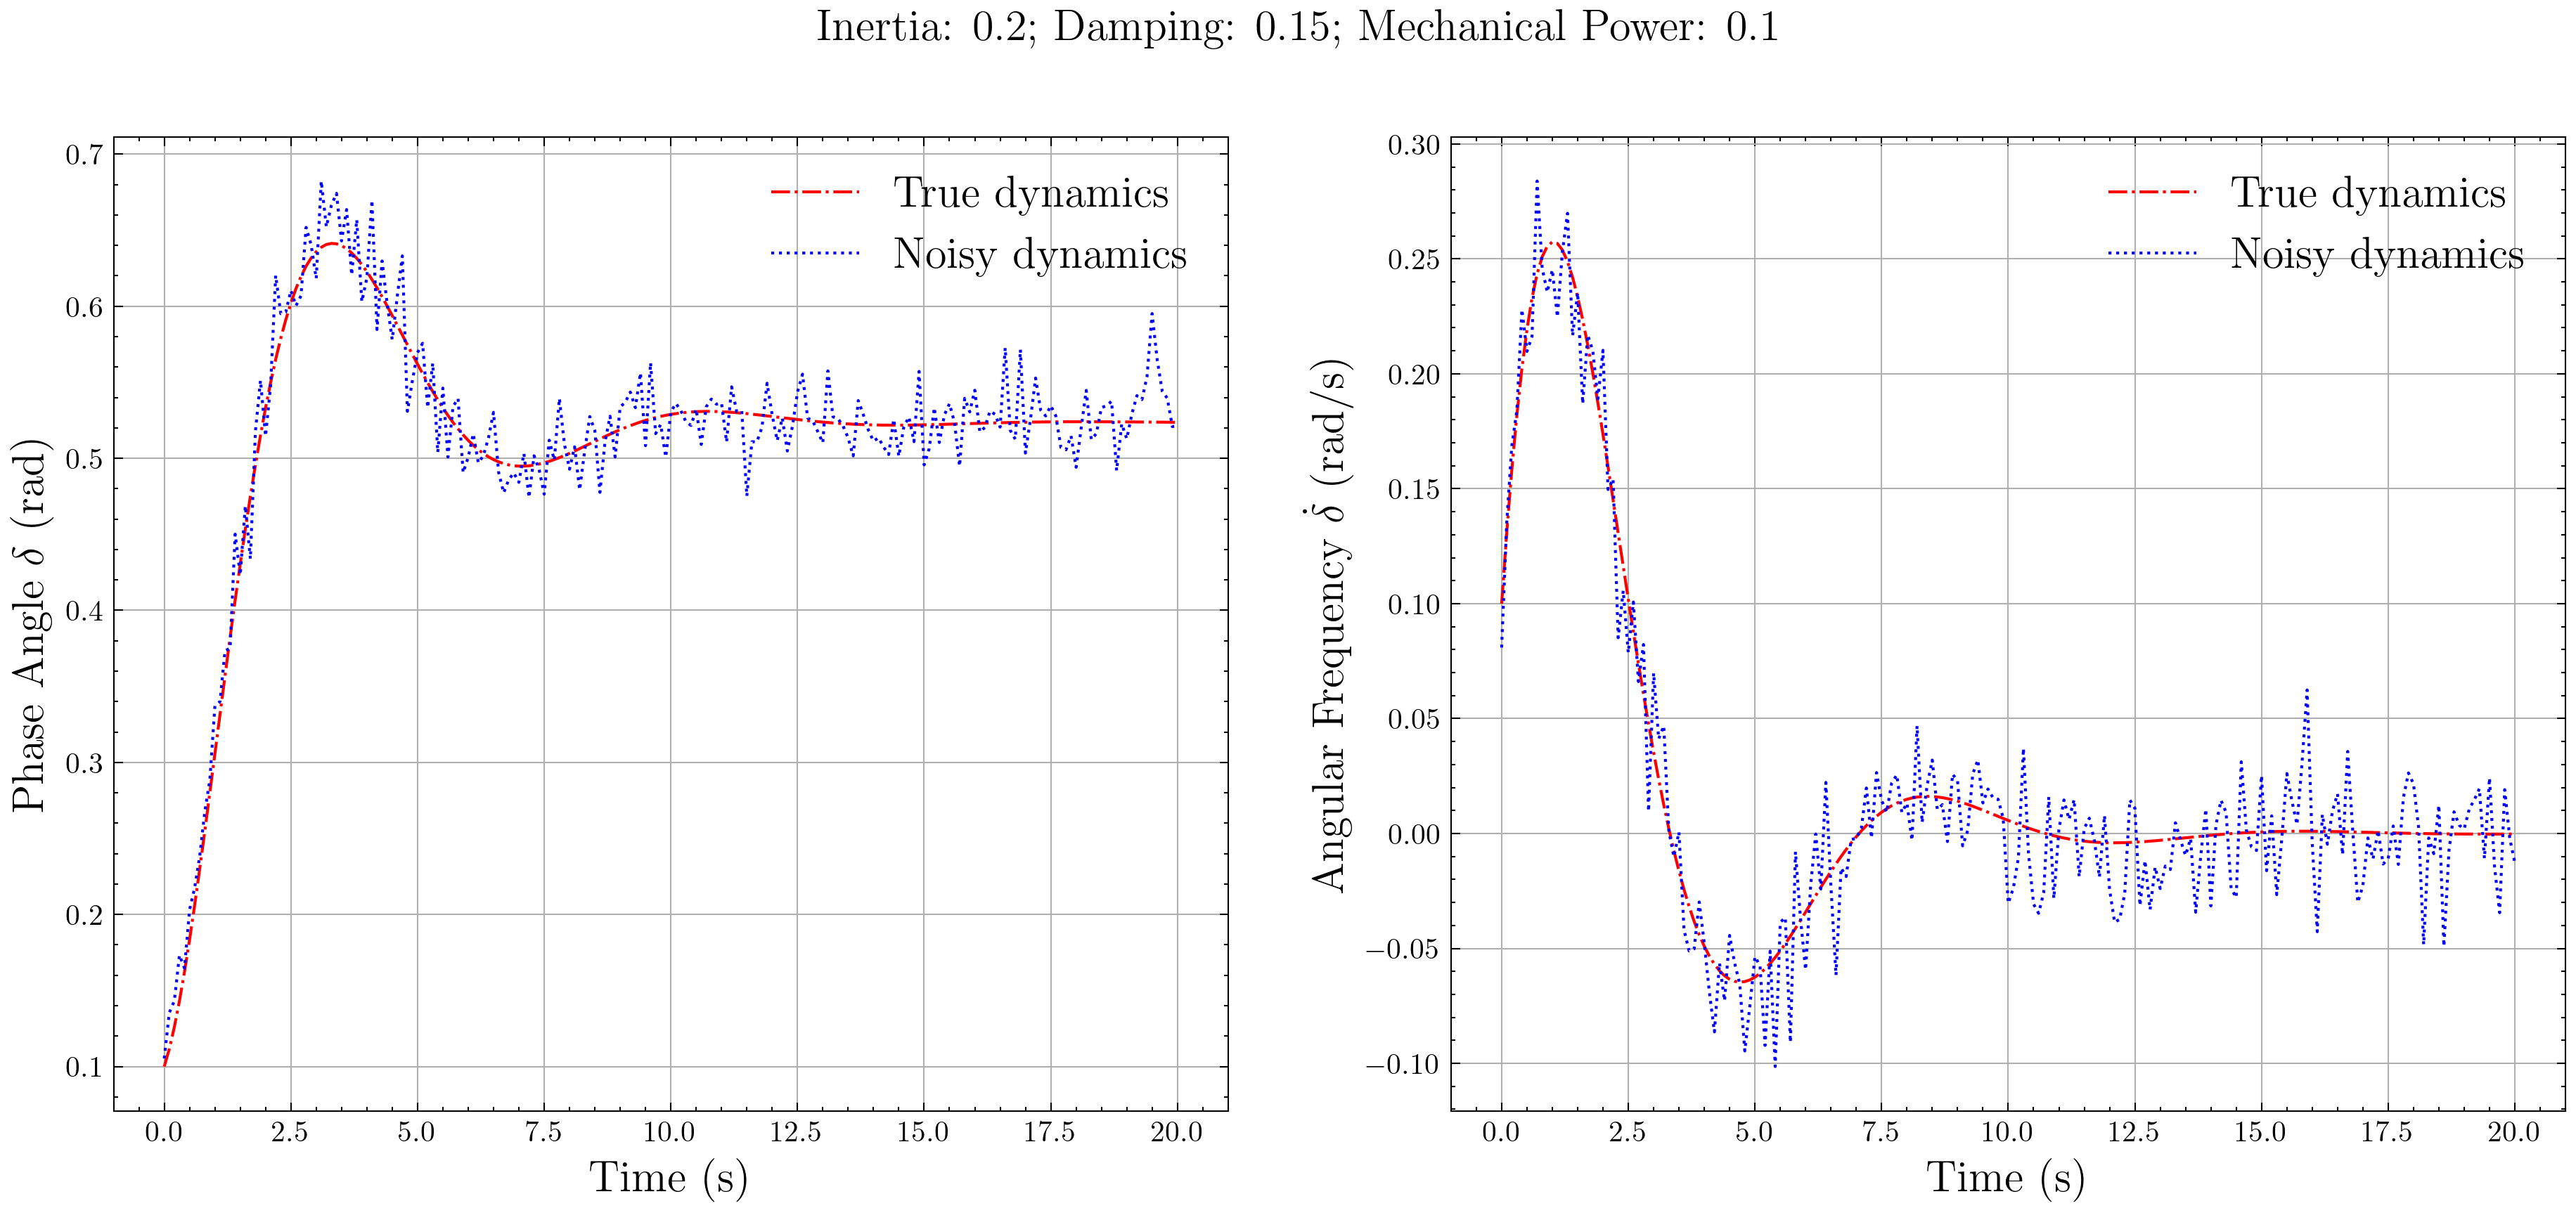 Inertia: 0.2; Damping: 0.15; Mechanical Power: 0.1
Phase Angle δ (rad)
0.7
0.6
0.5
0.4
0.3
0.2
0.1
True dynamics
Noisy dynamics
0.0 2.5 5.0 7.5 10.0 12.5 15.0 17.5 20.0
Time (s)
Angular Frequency δ̇ (rad/s)
0.30
0.25
0.20
0.15
0.10
0.05
0.00
−0.05
−0.10
True dynamics
Noisy dynamics
0.0 2.5 5.0 7.5 10.0 12.5 15.0 17.5 20.0
Time (s)